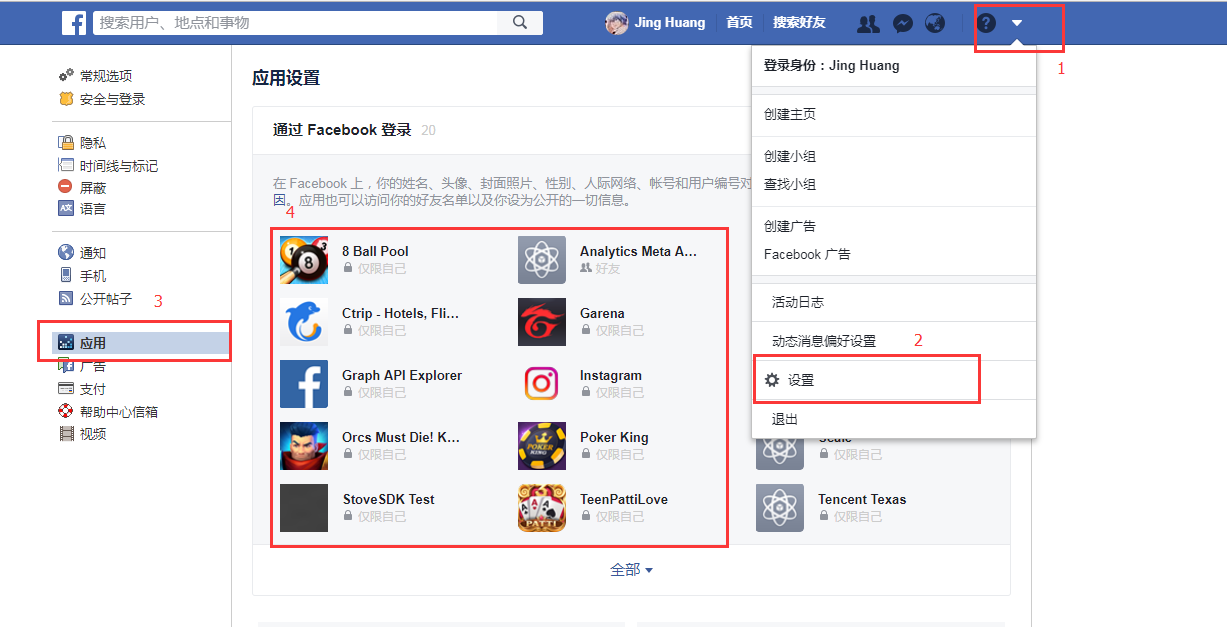 搜索用户、地点和事物
Jing Huang 首页 搜索好友
1
登录身份：Jing Huang
创建主页
创建小组
查找小组
创建广告
Facebook 广告
活动日志
动态消息偏好设置 2
设置
退出
常规选项
安全与登录
隐私
时间线与标记
屏蔽
语言
通知
手机
公开帖子 3
应用
广告
支付
帮助中心信箱
视频
应用设置
通过 Facebook 登录 20
在 Facebook 上，你的姓名、头像、封面照片、性别、人际网络、帐号和用户编号对
因。应用也可以访问你的好友名单以及你设为公开的一切信息。
4
8 Ball Pool
仅限自己
Analytics Meta A...
好友
Ctrip - Hotels, Fli...
仅限自己
Garena
仅限自己
Graph API Explorer
仅限自己
Instagram
仅限自己
Orcs Must Die! K...
仅限自己
POKER
KING
Poker King
仅限自己
仅限自己
StoveSDK Test
仅限自己
PATTI
TeenPattiLove
仅限自己
Tencent Texas
仅限自己
全部